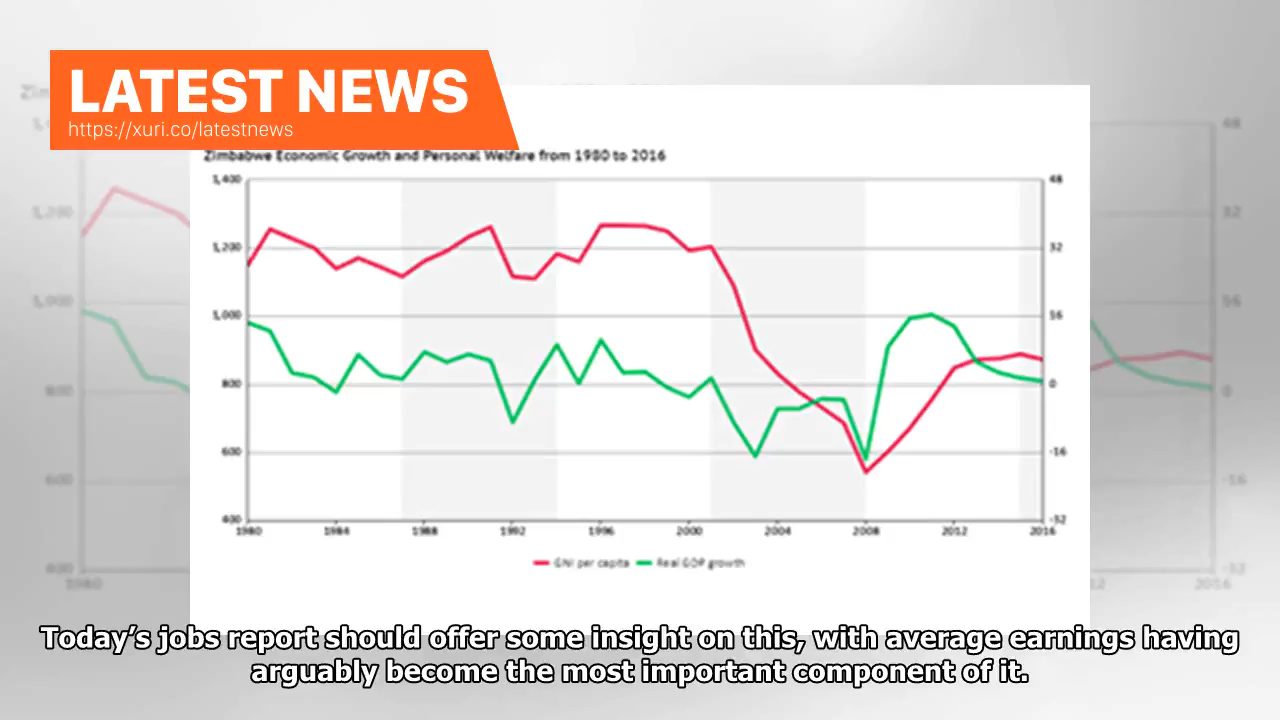 LATEST NEWS
https://xuri.co/latestnews
Zimbabwe Economic Growth and Personal Welfare from 1980 to 2016
1,400 48
1,200 32
1,000 16
800 0
600 -16
400 -32
1980 1984 1988 1992 1996 2000 2004 2008 2012 2016
GNI per capita Real GDP growth
Today’s jobs report should offer some insight on this, with average earnings having
arguably become the most important component of it.